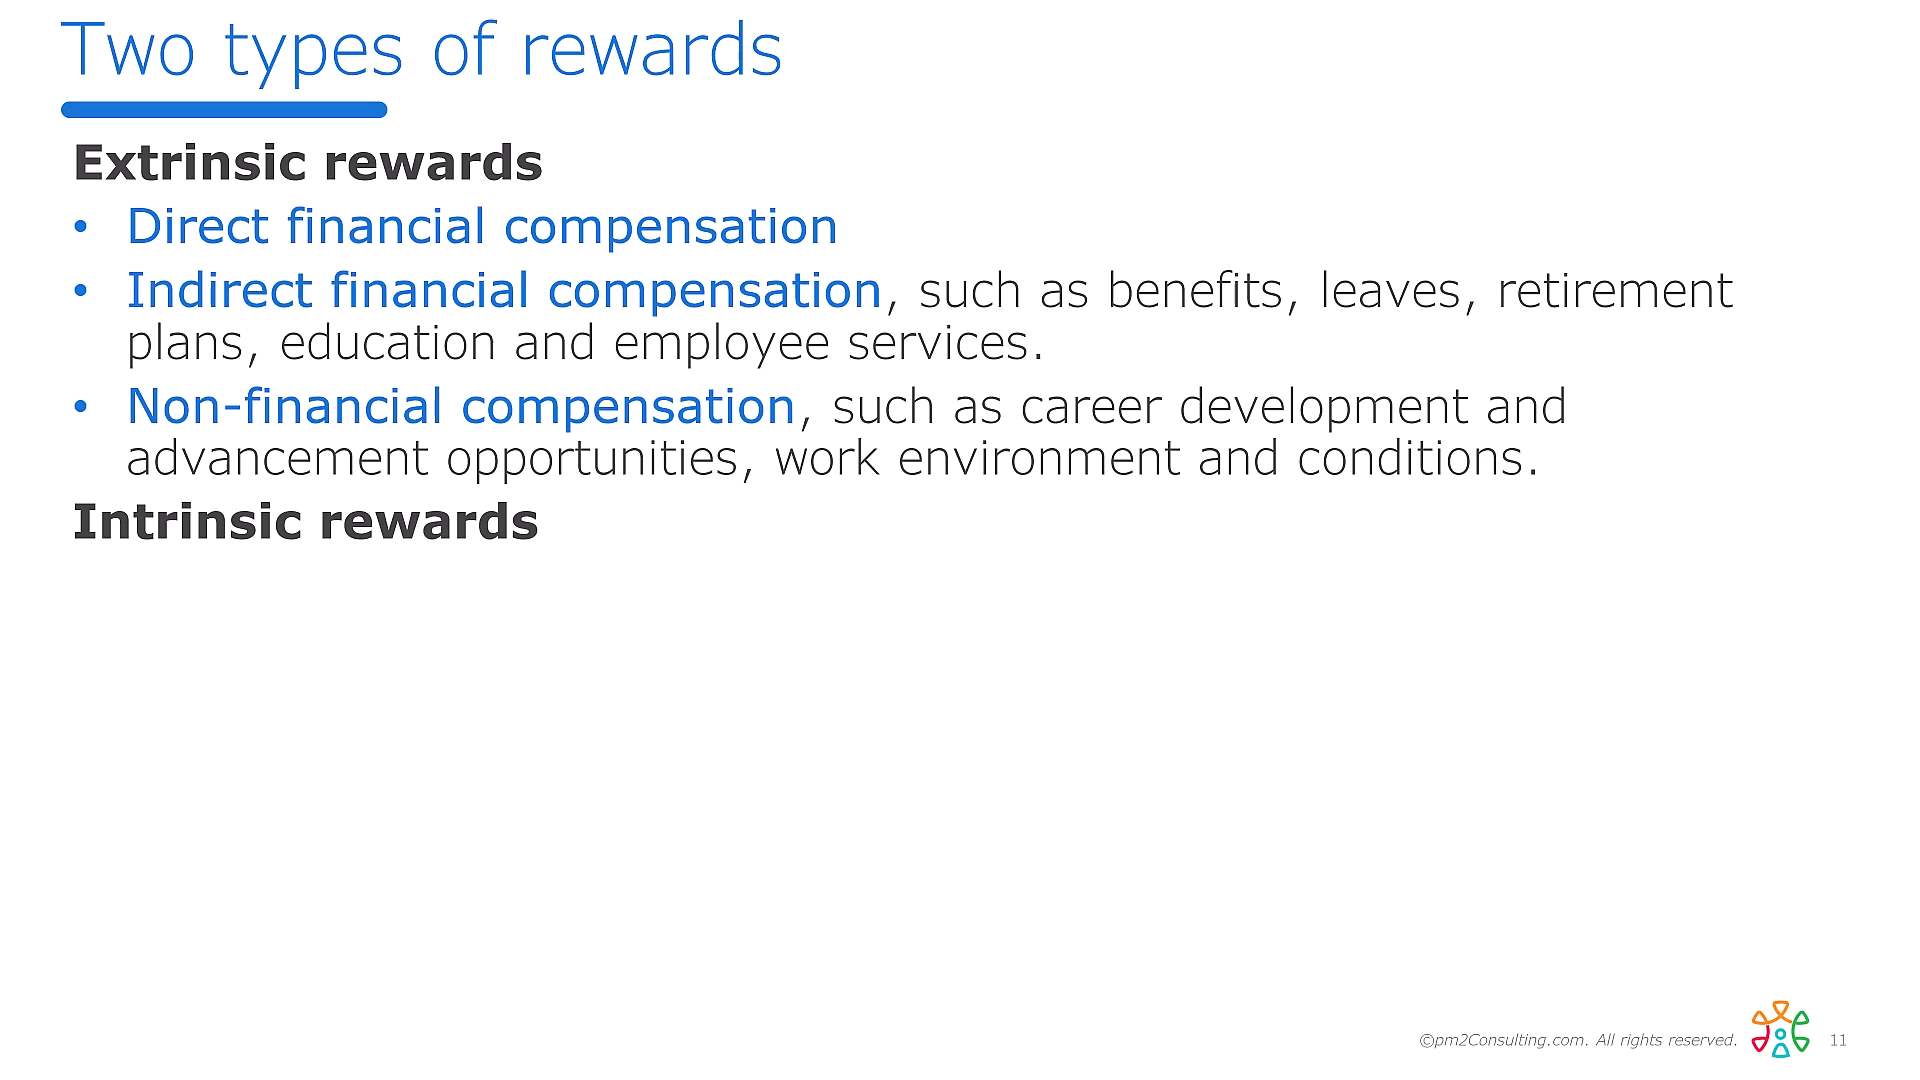 Two types of rewards
Extrinsic rewards
• Direct financial compensation
• Indirect financial compensation, such as benefits, leaves, retirement
plans, education and employee services.
• Non-financial compensation, such as career development and
advancement opportunities, work environment and conditions.
Intrinsic rewards
©pm2Consulting.com. All rights reserved.
11